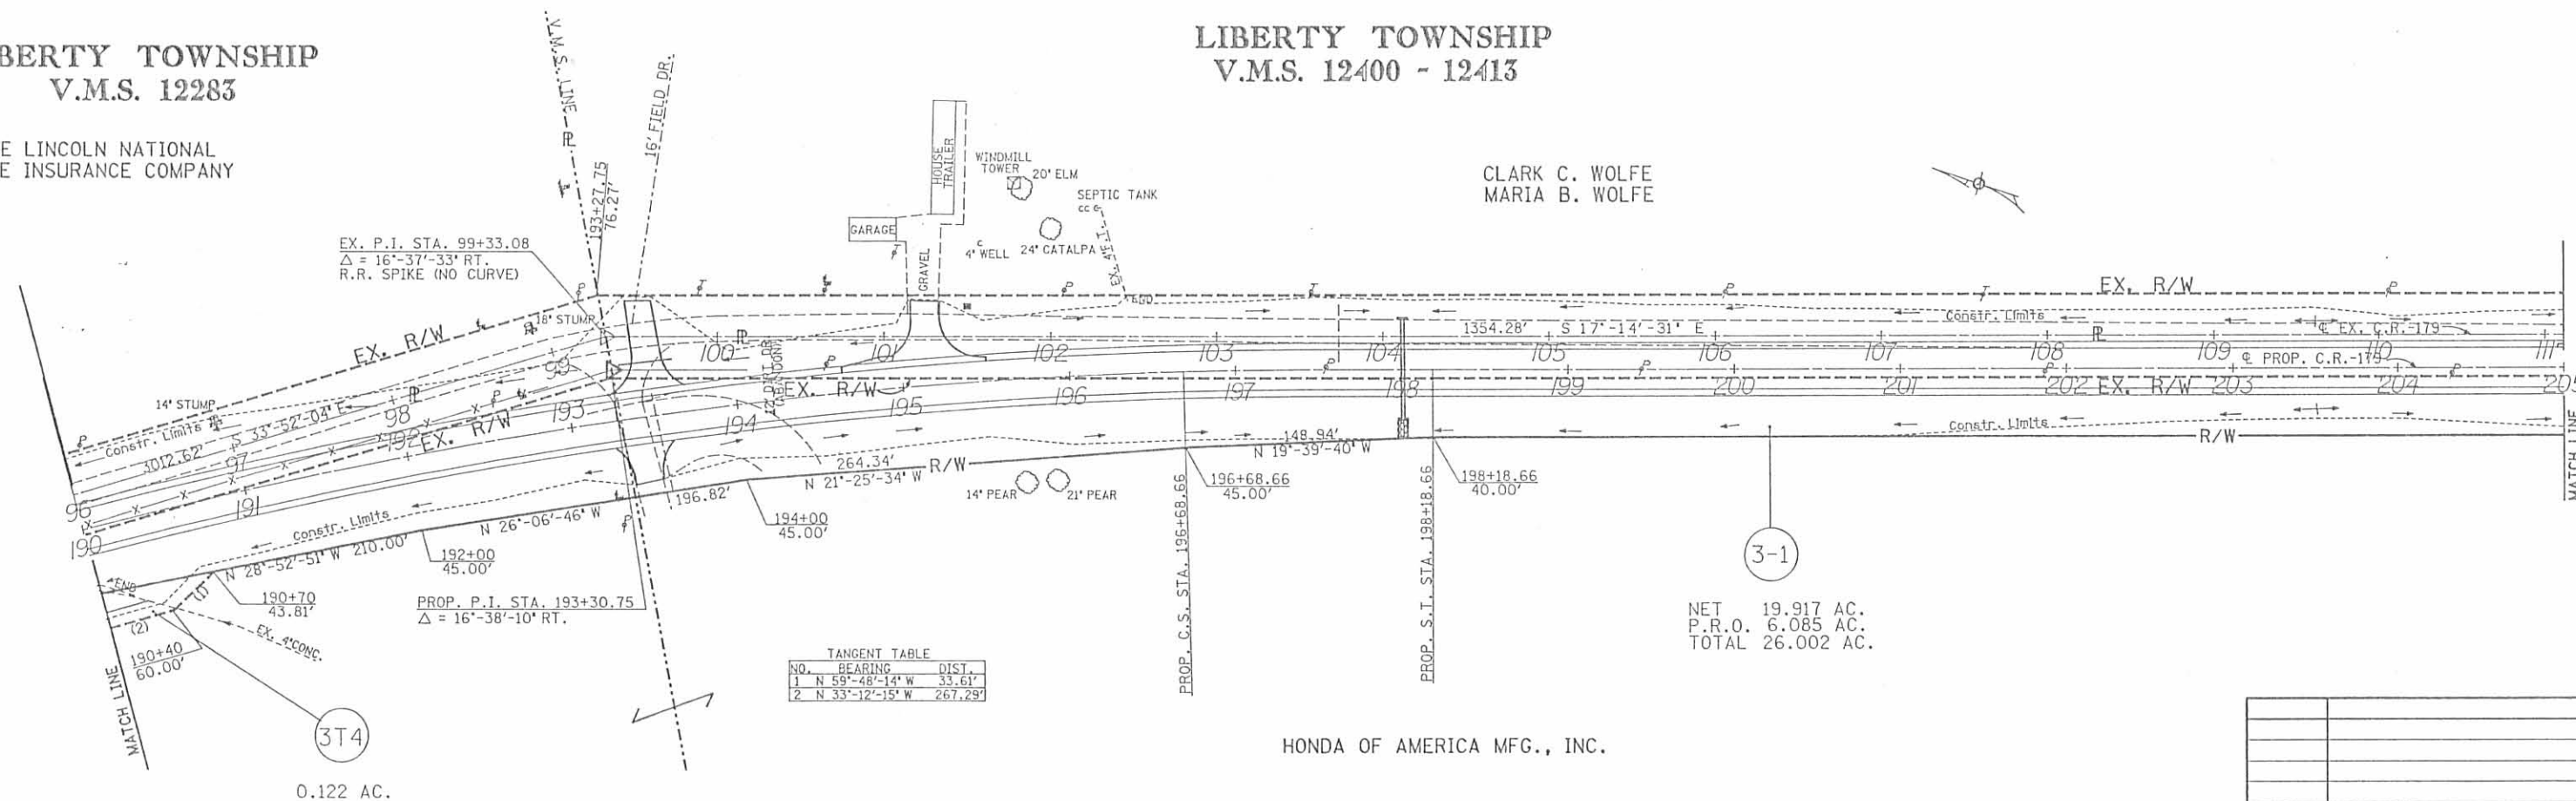 BERTY TOWNSHIP
V.M.S. 12283
E LINCOLN NATIONAL
E INSURANCE COMPANY
LIBERTY TOWNSHIP
V.M.S. 12400 - 12413
CLARK C. WOLFE
MARIA B. WOLFE
V.M.S. LINE
16' FIELD DR.
193+27.75
76.27'
EX. P.I. STA. 99+33.08
Δ = 16°-37'-33" RT.
R.R. SPIKE (NO CURVE)
HOUSE
TRAILER
WINDMILL
TOWER
20" ELM
SEPTIC TANK
GARAGE
GRAVEL
4" WELL
24" CATALPA
EX. 4" F.T.
18" STUMP
14" STUMP
EX. R/W
EX. R/W
Constr. Limits
1354.28' S 17°-14'-31" E
℄ EX. C.R.-179
℄ PROP. C.R.-179
100 101 102 103 104 105 106 107 108 109 110 111
EX. R/W
EX. R/W
96 97 98 99
Constr. Limits
3012.62' S 33°-52'-04" E
EX. R/W
190 191 192 193 194 195 196 197 198 199 200 201 202 203 204 205
Constr. Limits
R/W
Constr. Limits
N 28°-52'-51" W 210.00'
N 26°-06'-46" W
196.82'
264.34'
N 21°-25'-34" W
R/W
148.94'
N 19°-39'-40" W
14" PEAR
21" PEAR
190+70
43.81'
192+00
45.00'
194+00
45.00'
196+68.66
45.00'
198+18.66
40.00'
PROP. C.S. STA. 196+68.66
PROP. S.T. STA. 198+18.66
PROP. P.I. STA. 193+30.75
Δ = 16°-38'-10" RT.
(1)
(2)
190+40
60.00'
EX. 4" CONC.
MATCH LINE
MATCH LINE
3T4
0.122 AC.
TANGENT TABLE
NO. BEARING DIST.
1 N 59°-48'-14" W 33.61'
2 N 33°-12'-15" W 267.29'
3-1
NET 19.917 AC.
P.R.O. 6.085 AC.
TOTAL 26.002 AC.
HONDA OF AMERICA MFG., INC.